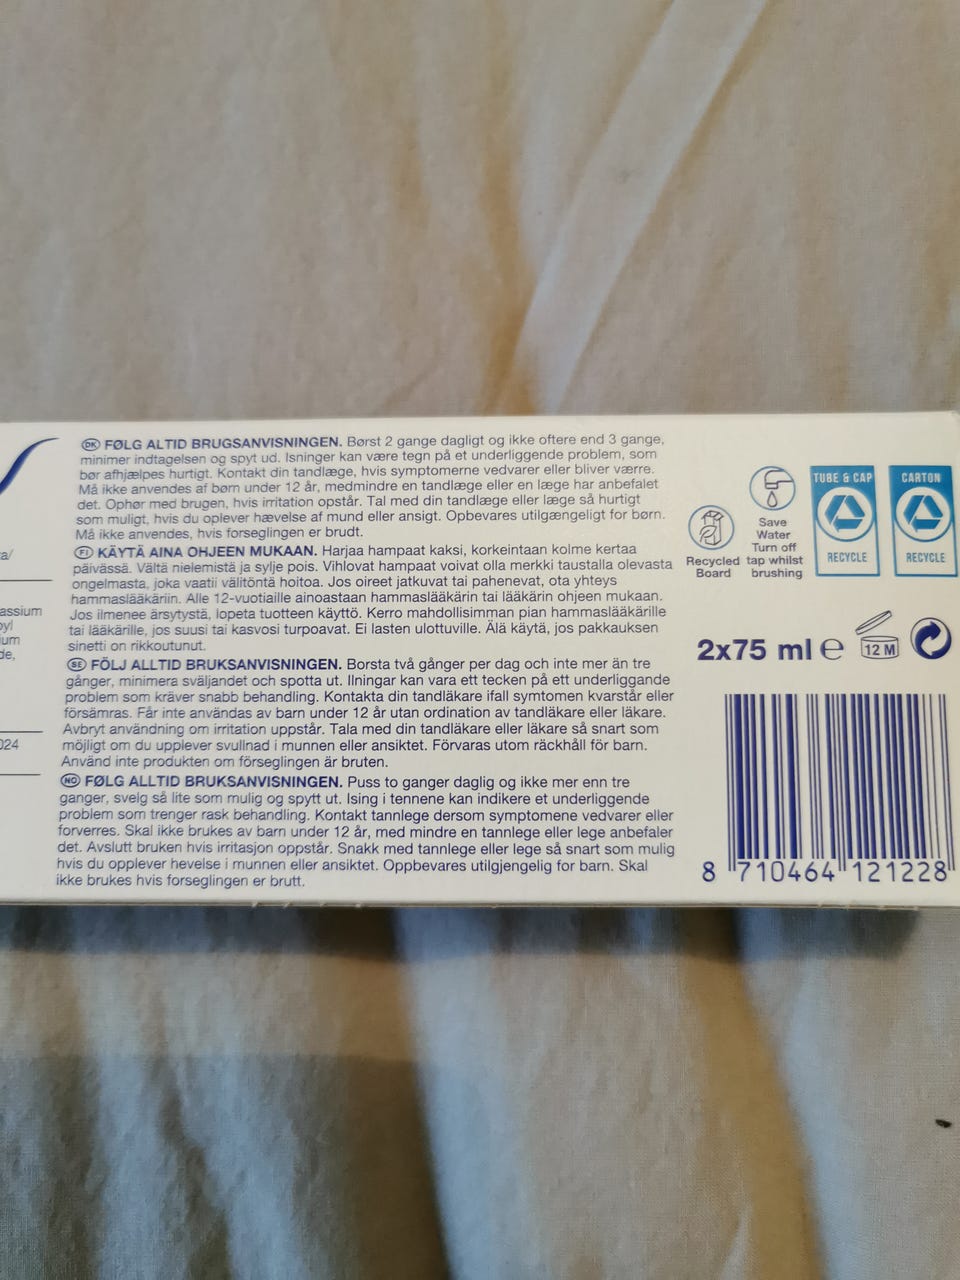 a/
assium
yl
ium
de,
024
DK FØLG ALTID BRUGSANVISNINGEN. Børst 2 gange dagligt og ikke oftere end 3 gange,
minimer indtagelsen og spyt ud. Isninger kan være tegn på et underliggende problem, som
bør afhjælpes hurtigt. Kontakt din tandlæge, hvis symptomerne vedvarer eller bliver værre.
Må ikke anvendes af børn under 12 år, medmindre en tandlæge eller en læge har anbefalet
det. Ophør med brugen, hvis irritation opstår. Tal med din tandlæge eller læge så hurtigt
som muligt, hvis du oplever hævelse af mund eller ansigt. Opbevares utilgængeligt for børn.
Må ikke anvendes, hvis forseglingen er brudt.
FI KÄYTÄ AINA OHJEEN MUKAAN. Harjaa hampaat kaksi, korkeintaan kolme kertaa
päivässä. Vältä nielemistä ja sylje pois. Vihlovat hampaat voivat olla merkki taustalla olevasta
ongelmasta, joka vaatii välitöntä hoitoa. Jos oireet jatkuvat tai pahenevat, ota yhteys
hammaslääkäriin. Alle 12-vuotiaille ainoastaan hammaslääkärin tai lääkärin ohjeen mukaan.
Jos ilmenee ärsytystä, lopeta tuotteen käyttö. Kerro mahdollisimman pian hammaslääkärille
tai lääkärille, jos suusi tai kasvosi turpoavat. Ei lasten ulottuville. Älä käytä, jos pakkauksen
sinetti on rikkoutunut.
SE FÖLJ ALLTID BRUKSANVISNINGEN. Borsta två gånger per dag och inte mer än tre
gånger, minimera sväljandet och spotta ut. Ilningar kan vara ett tecken på ett underliggande
problem som kräver snabb behandling. Kontakta din tandläkare ifall symtomen kvarstår eller
försämras. Får inte användas av barn under 12 år utan ordination av tandläkare eller läkare.
Avbryt användning om irritation uppstår. Tala med din tandläkare eller läkare så snart som
möjligt om du upplever svullnad i munnen eller ansiktet. Förvaras utom räckhåll för barn.
Använd inte produkten om förseglingen är bruten.
NO FØLG ALLTID BRUKSANVISNINGEN. Puss to ganger daglig og ikke mer enn tre
ganger, svelg så lite som mulig og spytt ut. Ising i tennene kan indikere et underliggende
problem som trenger rask behandling. Kontakt tannlege dersom symptomene vedvarer eller
forverres. Skal ikke brukes av barn under 12 år, med mindre en tannlege eller lege anbefaler
det. Avslutt bruken hvis irritasjon oppstår. Snakk med tannlege eller lege så snart som mulig
hvis du opplever hevelse i munnen eller ansiktet. Oppbevares utilgjengelig for barn. Skal
ikke brukes hvis forseglingen er brutt.
Recycled
Board
Save
Water
Turn off
tap whilst
brushing
TUBE & CAP
RECYCLE
CARTON
RECYCLE
2x75 ml e
12 M
8 710464 121228